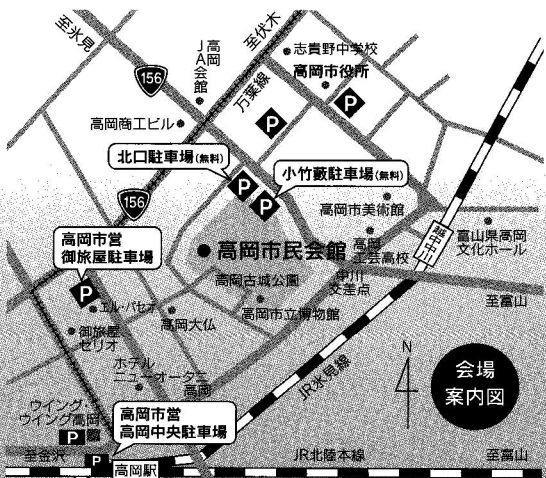 至氷見
156
高岡
JA会館
至伏木
万葉線
志貴野中学校
高岡市役所
P
P
高岡商工ビル
北口駐車場(無料)
小竹藪駐車場(無料)
P
P
156
高岡市美術館
越中中川
高岡市営
御旅屋駐車場
高岡市民会館
高岡
工芸高校
富山県高岡
文化ホール
高岡古城公園
中川
交差点
P
エル・パセオ
高岡市立博物館
至富山
御旅屋
セリオ
高岡大仏
N
ホテル
ニューオータニ
高岡
JR氷見線
会場
案内図
ウイング
ウイング高岡
P
高岡市営
高岡中央駐車場
至金沢
P
高岡駅
JR北陸本線
至富山